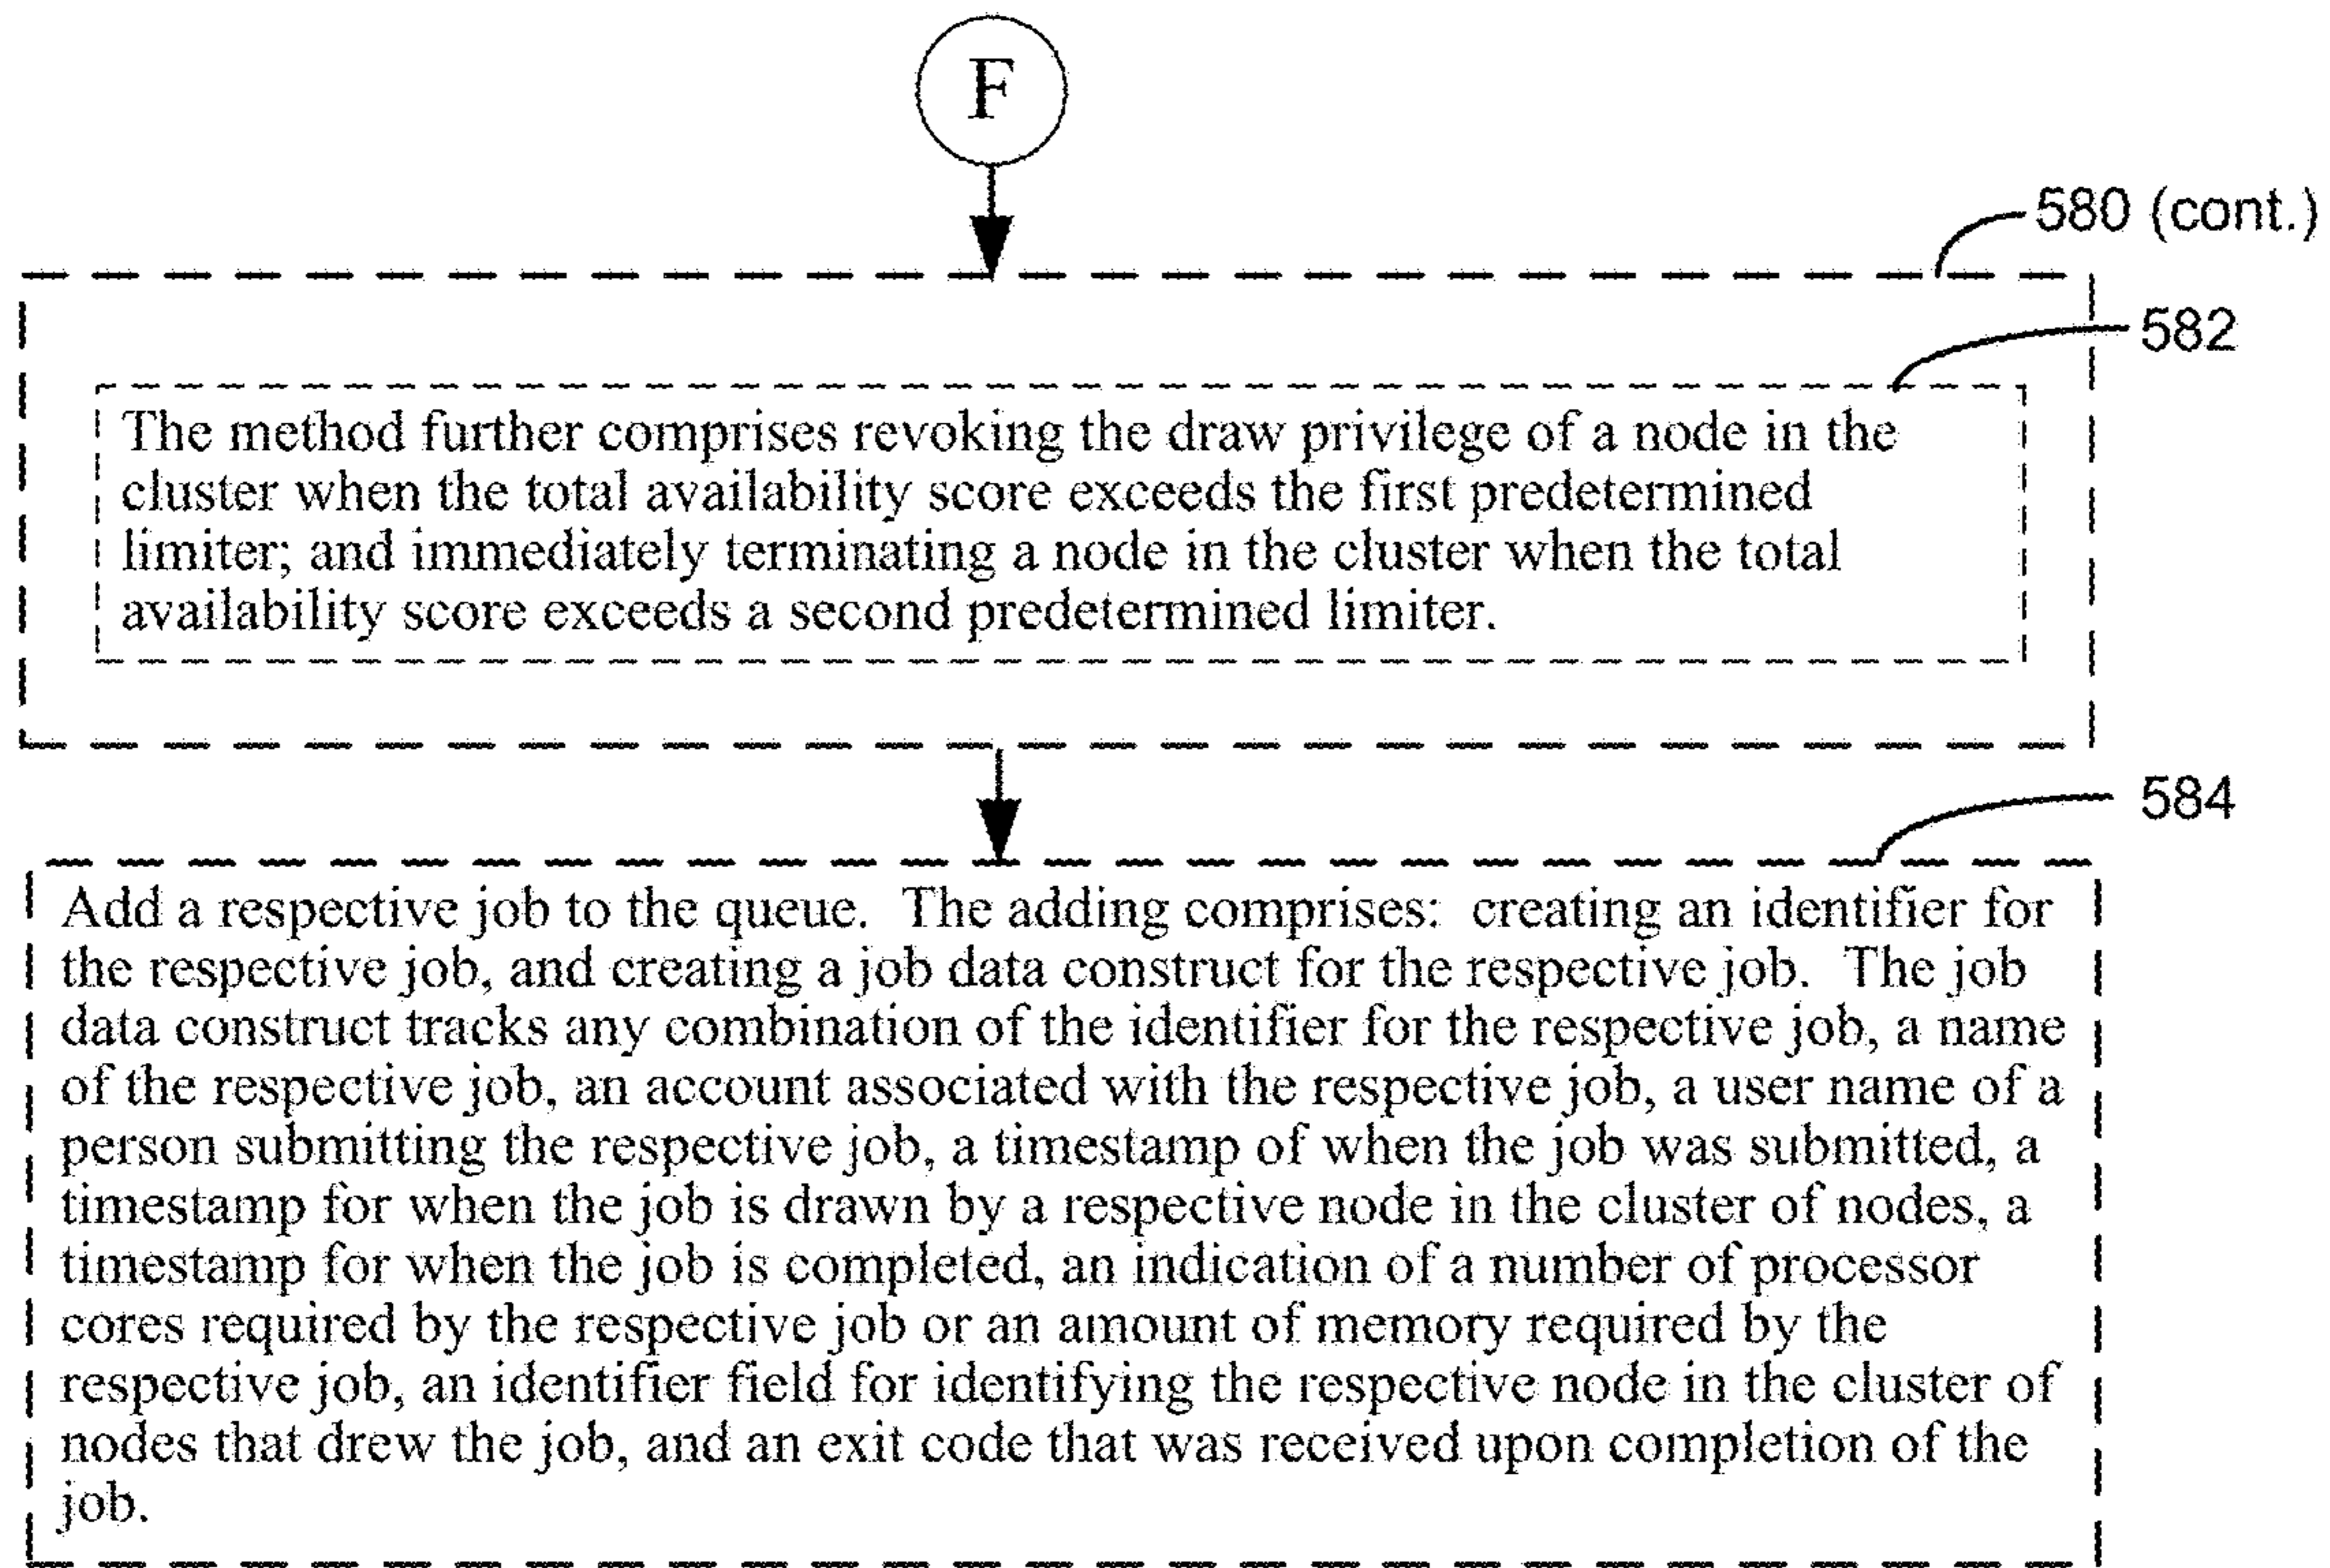 F
580 (cont.)
582
The method further comprises revoking the draw privilege of a node in the
cluster when the total availability score exceeds the first predetermined
limiter; and immediately terminating a node in the cluster when the total
availability score exceeds a second predetermined limiter.
584
Add a respective job to the queue.  The adding comprises:  creating an identifier for
the respective job, and creating a job data construct for the respective job.  The job
data construct tracks any combination of the identifier for the respective job, a name
of the respective job, an account associated with the respective job, a user name of a
person submitting the respective job, a timestamp of when the job was submitted, a
timestamp for when the job is drawn by a respective node in the cluster of nodes, a
timestamp for when the job is completed, an indication of a number of processor
cores required by the respective job or an amount of memory required by the
respective job, an identifier field for identifying the respective node in the cluster of
nodes that drew the job, and an exit code that was received upon completion of the
job.